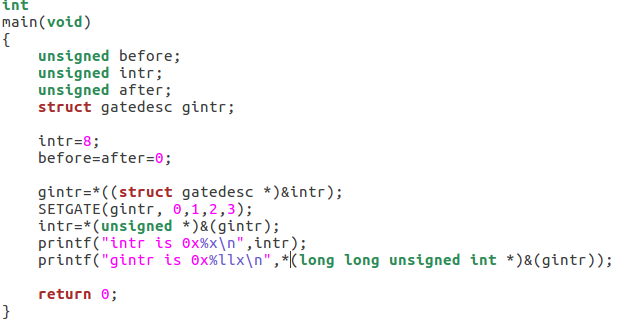 int
main(void)
{
    unsigned before;
    unsigned intr;
    unsigned after;
    struct gatedesc gintr;

    intr=8;
    before=after=0;

    gintr=*((struct gatedesc *)&intr);
    SETGATE(gintr, 0,1,2,3);
    intr=*(unsigned *)&(gintr);
    printf("intr is 0x%x\n",intr);
    printf("gintr is 0x%llx\n",*(long long unsigned int *)&(gintr));

    return 0;
}